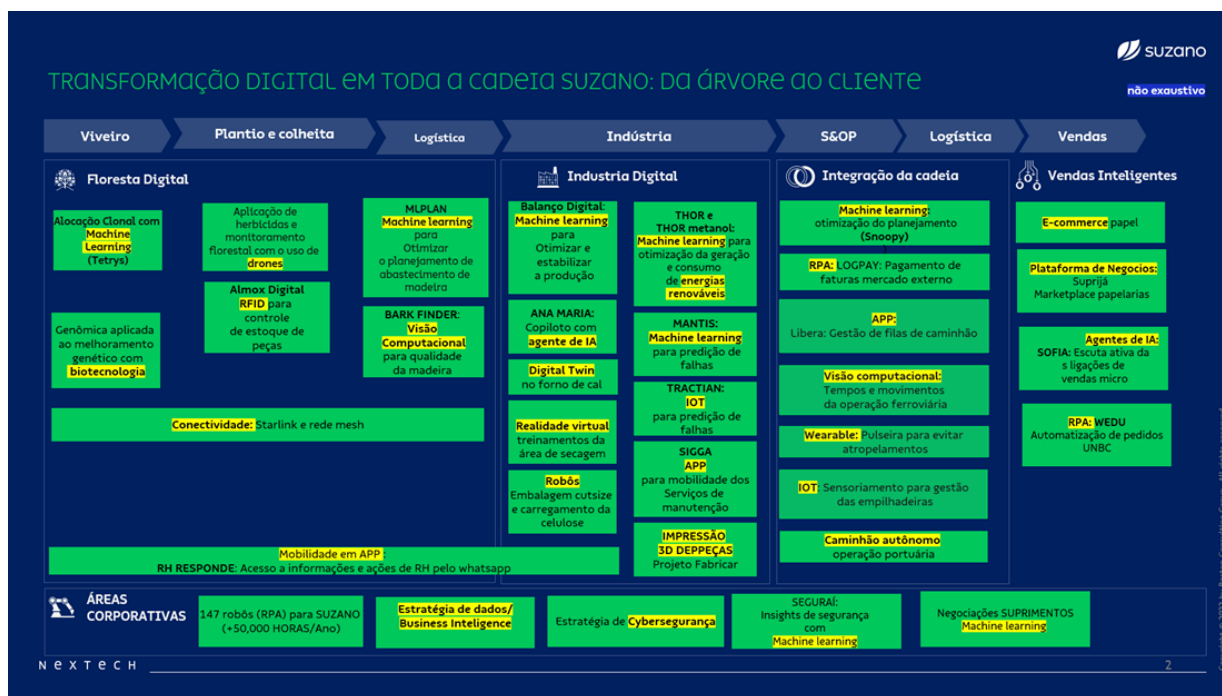 suzano
TRANSFORMAÇÃO DIGITAL EM TODA A CADEIA SUZANO: DA ÁRVORE AO CLIENTE
não exaustivo
Viveiro
Plantio e colheita
Logística
Indústria
S&OP
Logística
Vendas
Floresta Digital
Alocação Clonal com
Machine
Learning
(Tetrys)
Genômica aplicada
ao melhoramento
genético com
biotecnologia
Aplicação de
herbicidas e
monitoramento
florestal com o uso de
drones
Almox Digital
RFID para
controle
de estoque de
peças
MLPLAN
Machine learning
para
Otimizar
o planejamento de
abastecimento de
madeira
BARK FINDER:
Visão
Computacional
para qualidade
da madeira
Conectividade: Starlink e rede mesh
Mobilidade em APP :
RH RESPONDE: Acesso a informações e ações de RH pelo whatsapp
Industria Digital
Balanço Digital:
Machine learning
para
Otimizar e
estabilizar
a produção
ANA MARIA:
Copiloto com
agente de IA
Digital Twin
no forno de cal
Realidade virtual
treinamentos da
área de secagem
Robôs
Embalagem cutsize
e carregamento da
celulose
THOR e
THOR metanol:
Machine learning para
otimização da geração
e consumo
de energias
renováveis
MANTIS:
Machine learning
para predição de
falhas
TRACTIAN:
IOT
para predição de
falhas
SIGGA
APP
para mobilidade dos
Serviços de
manutenção
IMPRESSÃO
3D DEPPEÇAS
Projeto Fabricar
Integração da cadeia
Machine learning:
otimização do planejamento
(Snoopy)
RPA: LOGPAY: Pagamento de
faturas mercado externo
APP:
Libera: Gestão de filas de caminhão
Visão computacional:
Tempos e movimentos
da operação ferroviária
Wearable: Pulseira para evitar
atropelamentos
IOT: Sensoriamento para gestão
das empilhadeiras
Caminhão autônomo
operação portuária
Vendas Inteligentes
E-commerce papel
Plataforma de Negocios:
Suprijá
Marketplace papelarias
Agentes de IA:
SOFIA: Escuta ativa da
s ligações de
vendas micro
RPA: WEDU
Automatização de pedidos
UNBC
ÁREAS
CORPORATIVAS
147 robôs (RPA) para SUZANO
(+50,000 HORAS/Ano)
Estratégia de dados/
Business Inteligence
Estratégia de Cybersegurança
SEGURAÍ:
Insights de segurança
com
Machine learning
Negociações SUPRIMENTOS
Machine learning
NEXTECH
2